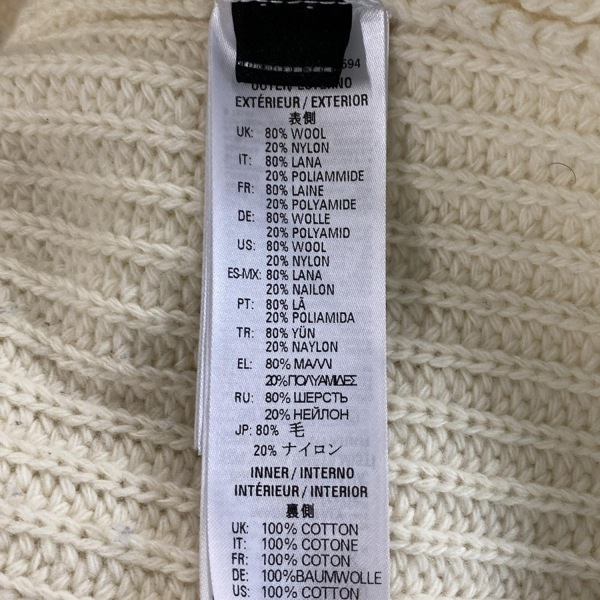 OUTER/ESTERNO
EXTÉRIEUR/EXTERIOR
表側
UK: 80% WOOL
20% NYLON
IT: 80% LANA
20% POLIAMMIDE
FR: 80% LAINE
20% POLYAMIDE
DE: 80% WOLLE
20% POLYAMID
US: 80% WOOL
20% NYLON
ES-MX: 80% LANA
20% NAILON
PT: 80% LÃ
20% POLIAMIDA
TR: 80% YÜN
20% NAYLON
EL: 80% ΜΑΛΛΙ
20% ΠΟΛΥΑΜΙΔΕΣ
RU: 80% ШЕРСТЬ
20% НЕЙЛОН
JP: 80% 毛
20% ナイロン
INNER/INTERNO
INTÉRIEUR/INTERIOR
裏側
UK: 100% COTTON
IT: 100% COTONE
FR: 100% COTON
DE: 100%BAUMWOLLE
US: 100% COTTON